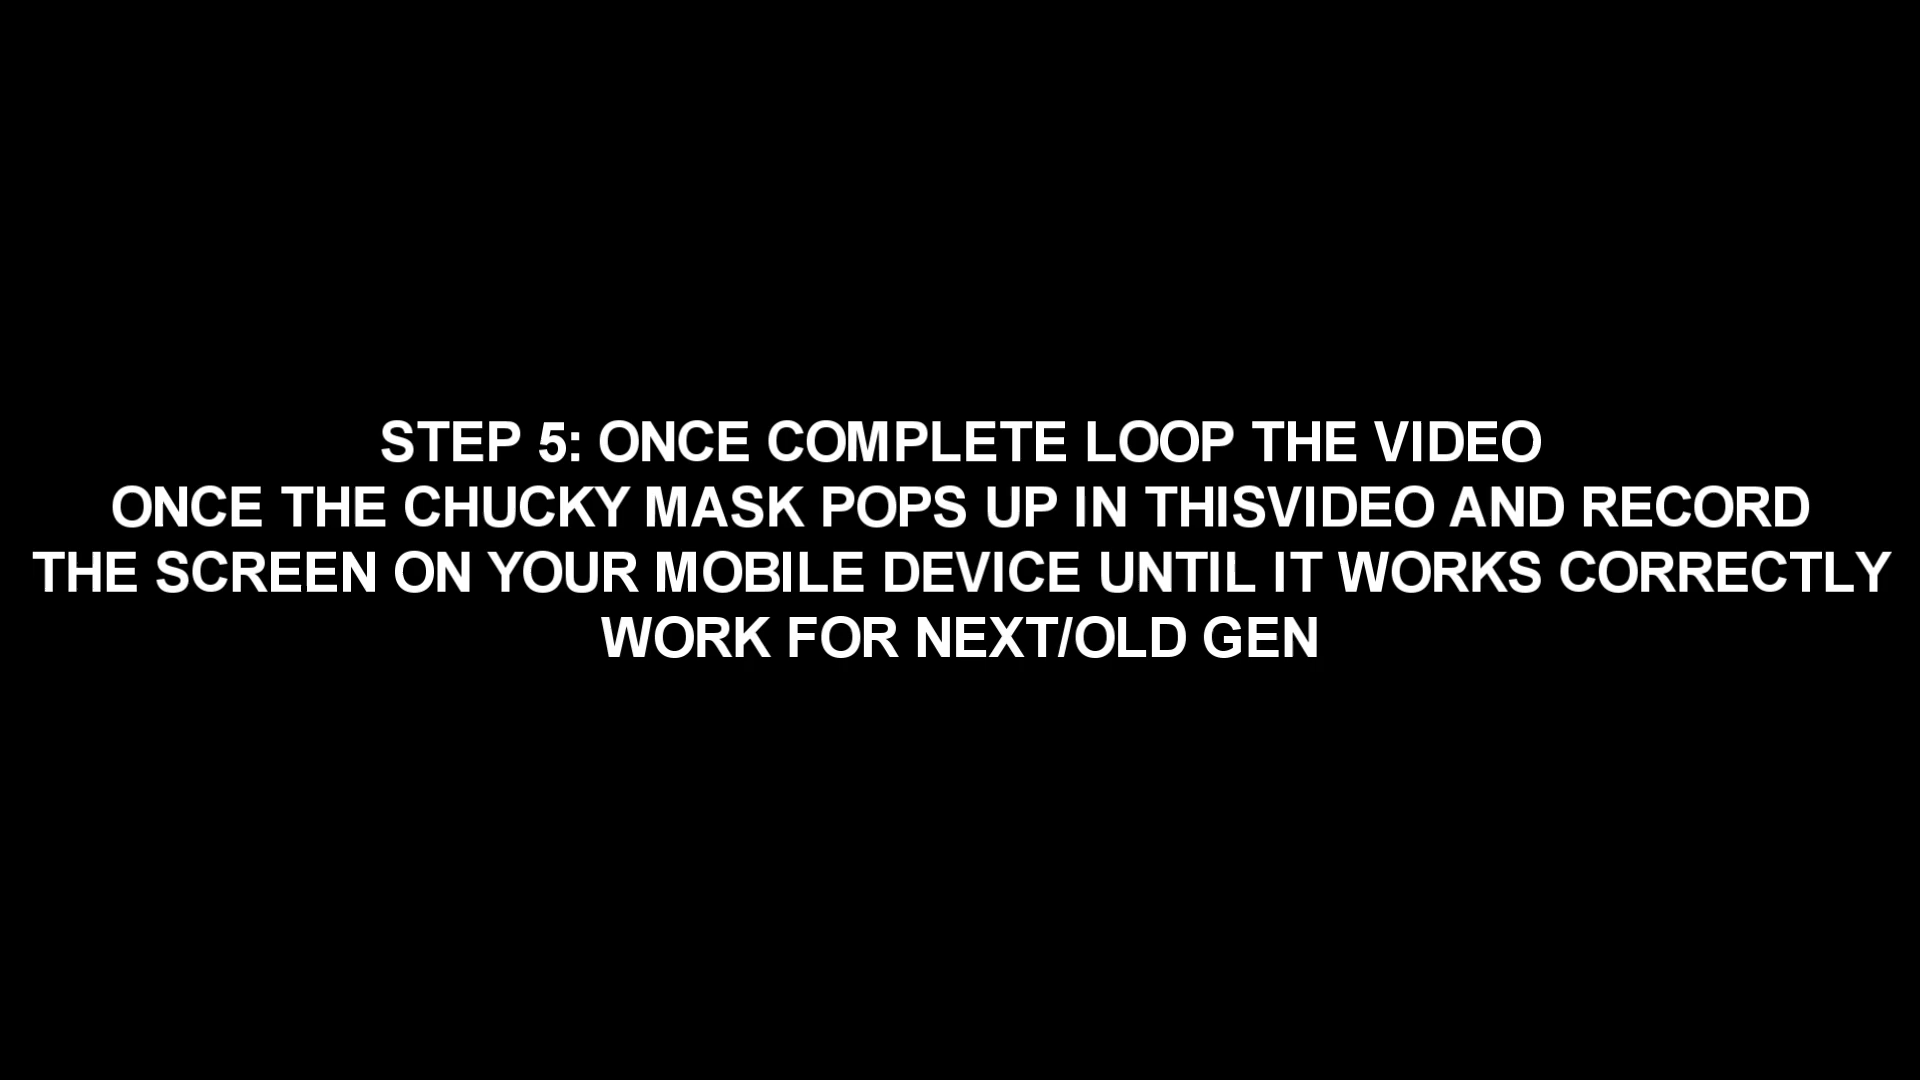 STEP 5: ONCE COMPLETE LOOP THE VIDEO
ONCE THE CHUCKY MASK POPS UP IN THISVIDEO AND RECORD
THE SCREEN ON YOUR MOBILE DEVICE UNTIL IT WORKS CORRECTLY
WORK FOR NEXT/OLD GEN